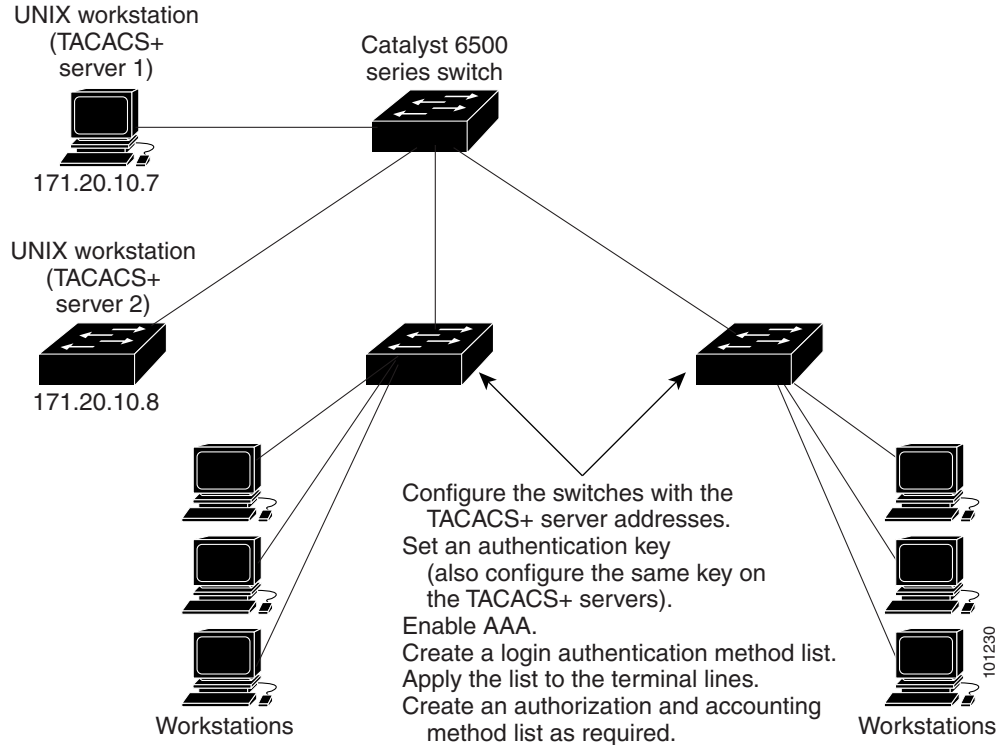 UNIX workstation
(TACACS+
server 1)
Catalyst 6500
series switch
171.20.10.7
UNIX workstation
(TACACS+
server 2)
171.20.10.8
Configure the switches with the
TACACS+ server addresses.
Set an authentication key
(also configure the same key on
the TACACS+ servers).
Enable AAA.
Create a login authentication method list.
Apply the list to the terminal lines.
Create an authorization and accounting
method list as required.
Workstations
Workstations
101230